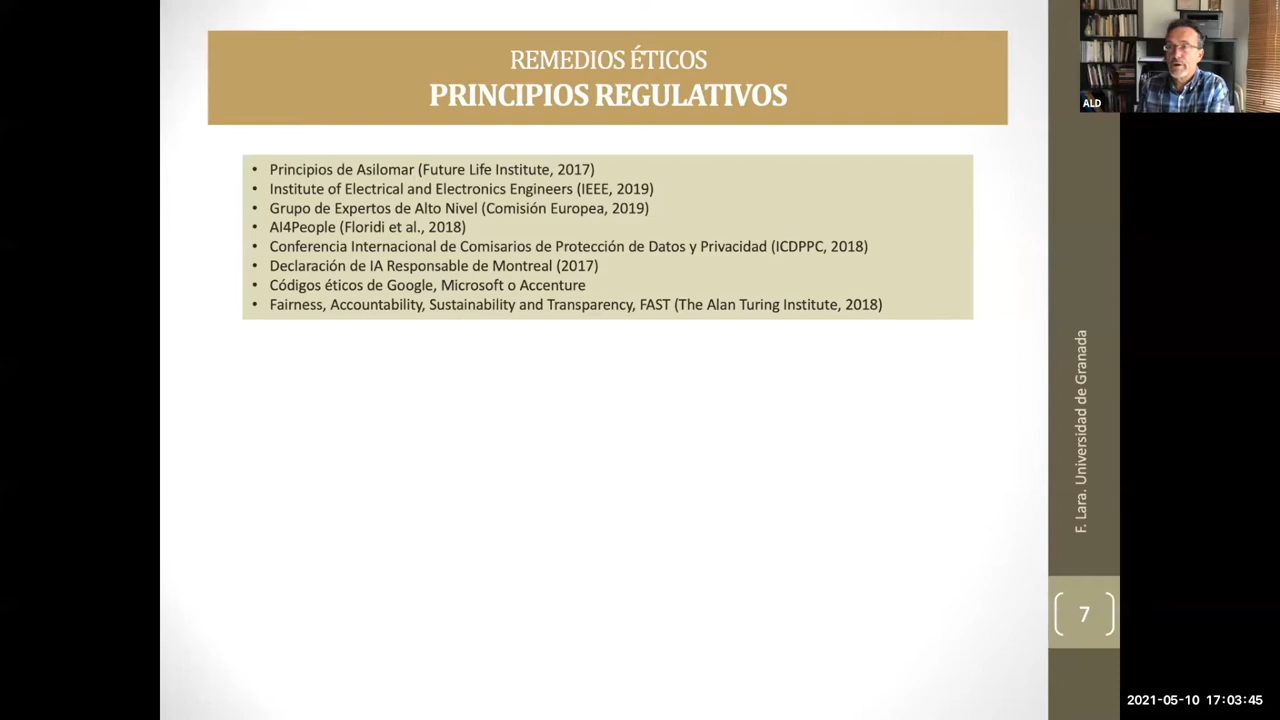 REMEDIOS ÉTICOS
PRINCIPIOS REGULATIVOS
• Principios de Asilomar (Future Life Institute, 2017)
• Institute of Electrical and Electronics Engineers (IEEE, 2019)
• Grupo de Expertos de Alto Nivel (Comisión Europea, 2019)
• AI4People (Floridi et al., 2018)
• Conferencia Internacional de Comisarios de Protección de Datos y Privacidad (ICDPPC, 2018)
• Declaración de IA Responsable de Montreal (2017)
• Códigos éticos de Google, Microsoft o Accenture
• Fairness, Accountability, Sustainability and Transparency, FAST (The Alan Turing Institute, 2018)
F. Lara. Universidad de Granada
7
ALD
2021-05-10 17:03:45